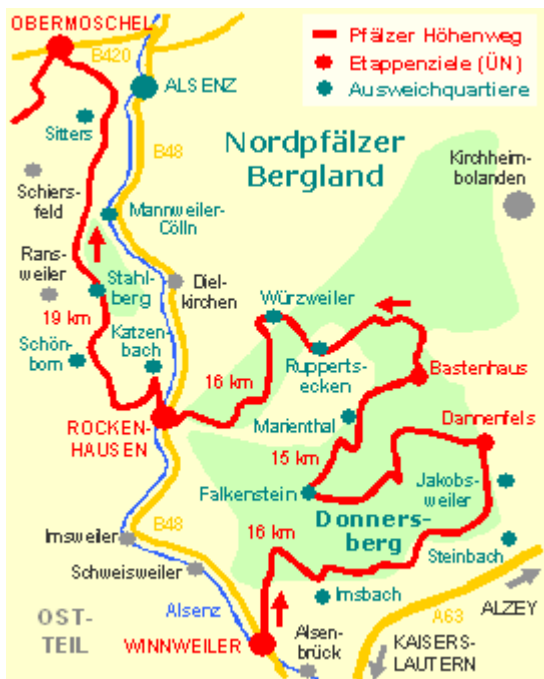 OBERMOSCHEL
B420
Pfälzer Höhenweg
Etappenziele (ÜN)
Ausweichquartiere
ALSENZ
Sitters
B48
Nordpfälzer
Bergland
Kirchheim-
bolanden
Schiers-
feld
Mannweiler-
Cölln
Rans-
weiler
Stahl-
berg
Diel-
kirchen
Würzweiler
19 km
Katzen-
bach
Schön-
born
Rupperts-
ecken
Bastenhaus
16 km
ROCKEN-
HAUSEN
Marienthal
Dannenfels
15 km
Falkenstein
Jakobs-
weiler
Donners-
berg
16 km
B48
Imsweiler
Steinbach
Schweisweiler
Alsenz
Imsbach
ALZEY
A63
OST-
TEIL
WINNWEILER
Alsen-
brück
KAISERS-
LAUTERN